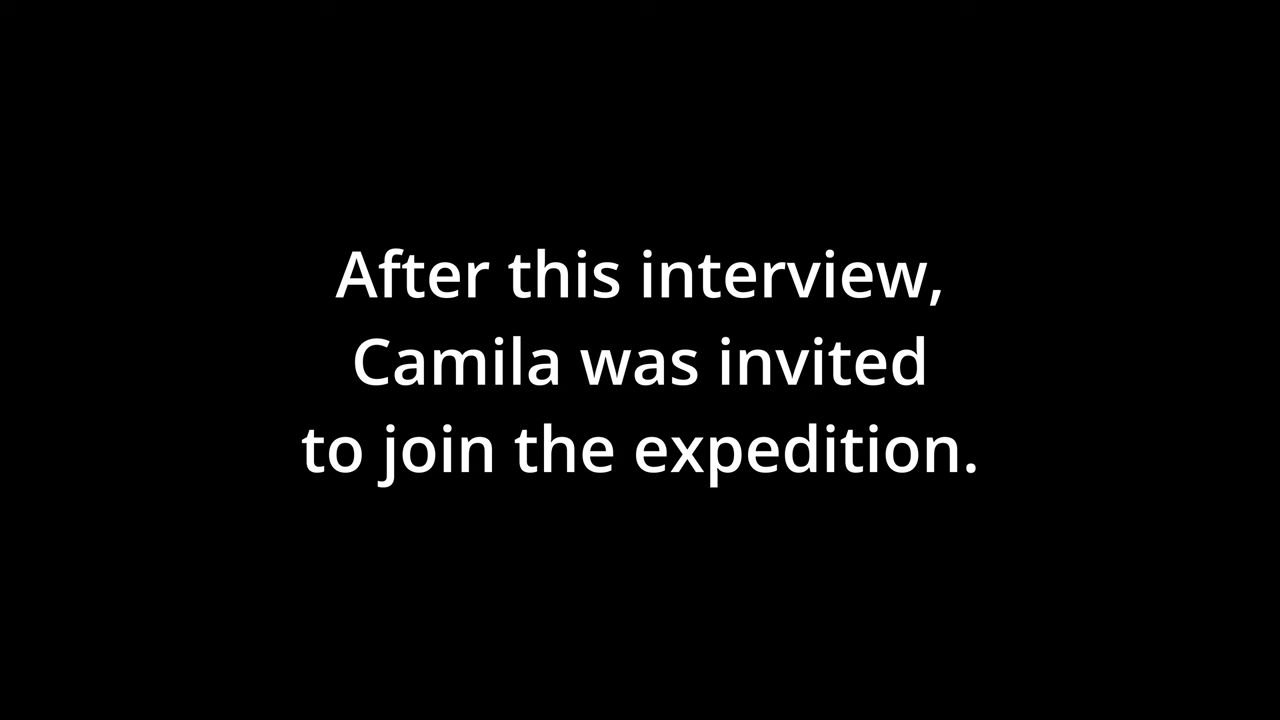 After this interview,
Camila was invited
to join the expedition.